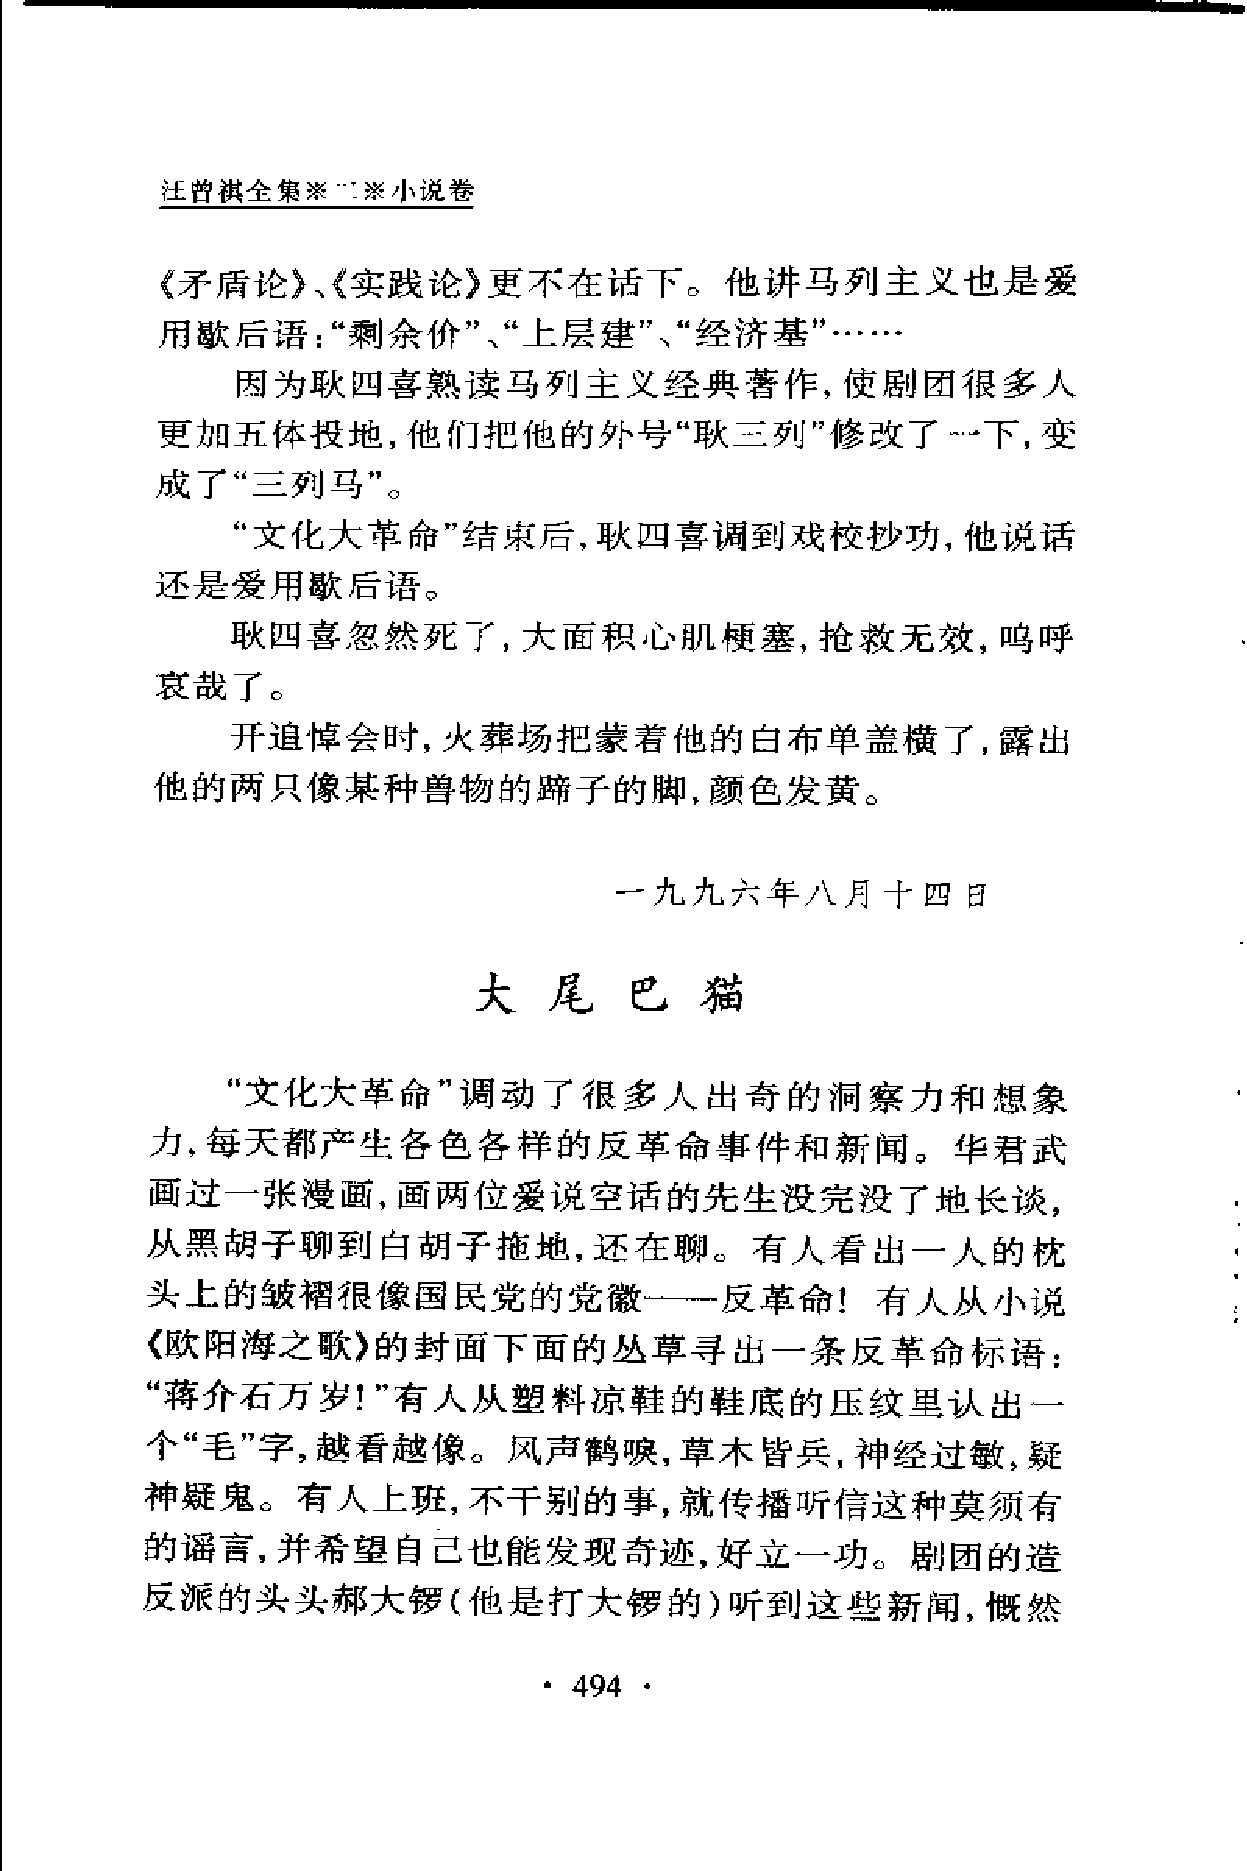 汪曾祺全集※二※小说卷
《矛盾论》、《实践论》更不在话下。他讲马列主义也是爱
用歇后语：“剩余价”、“上层建”、“经济基”……
因为耿四喜熟读马列主义经典著作，使剧团很多人
更加五体投地，他们把他的外号“耿三列”修改了一下，变
成了“三列马”。
“文化大革命”结束后，耿四喜调到戏校抄功，他说话
还是爱用歇后语。
耿四喜忽然死了，大面积心肌梗塞，抢救无效，呜呼
哀哉了。
开追悼会时，火葬场把蒙着他的白布单盖横了，露出
他的两只像某种兽物的蹄子的脚，颜色发黄。
一九九六年八月十四日
大尾巴猫
“文化大革命”调动了很多人出奇的洞察力和想象
力，每天都产生各色各样的反革命事件和新闻。华君武
画过一张漫画，画两位爱说空话的先生没完没了地长谈，
从黑胡子聊到白胡子拖地，还在聊。有人看出一人的枕
头上的皱褶很像国民党的党徽——反革命！有人从小说
《欧阳海之歌》的封面下面的丛草寻出一条反革命标语：
“蒋介石万岁！”有人从塑料凉鞋的鞋底的压纹里认出一
个“毛”字，越看越像。风声鹤唳，草木皆兵，神经过敏，疑
神疑鬼。有人上班，不干别的事，就传播听信这种莫须有
的谣言，并希望自己也能发现奇迹，好立一功。剧团的造
反派的头头郝大锣（他是打大锣的）听到这些新闻，慨然
· 494 ·